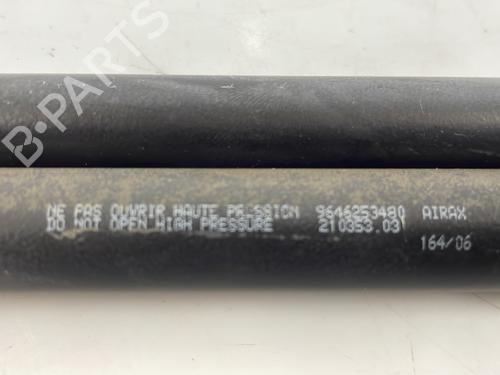 B-PARTS
NE PAS OUVRIR HAUTE PRESSION 9646253480 AIRAX
DO NOT OPEN HIGH PRESSURE 210353.03
164/06